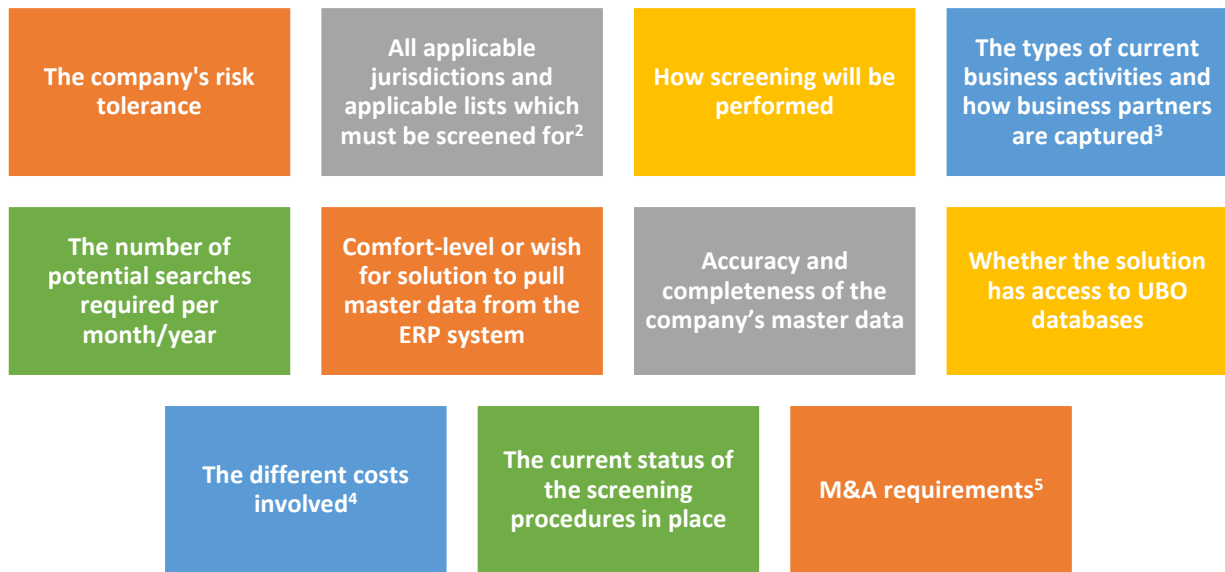 The company's risk
tolerance
All applicable
jurisdictions and
applicable lists which
must be screened for²
How screening will be
performed
The types of current
business activities and
how business partners
are captured³
The number of
potential searches
required per
month/year
Comfort-level or wish
for solution to pull
master data from the
ERP system
Accuracy and
completeness of the
company’s master data
Whether the solution
has access to UBO
databases
The different costs
involved⁴
The current status of
the screening
procedures in place
M&A requirements⁵